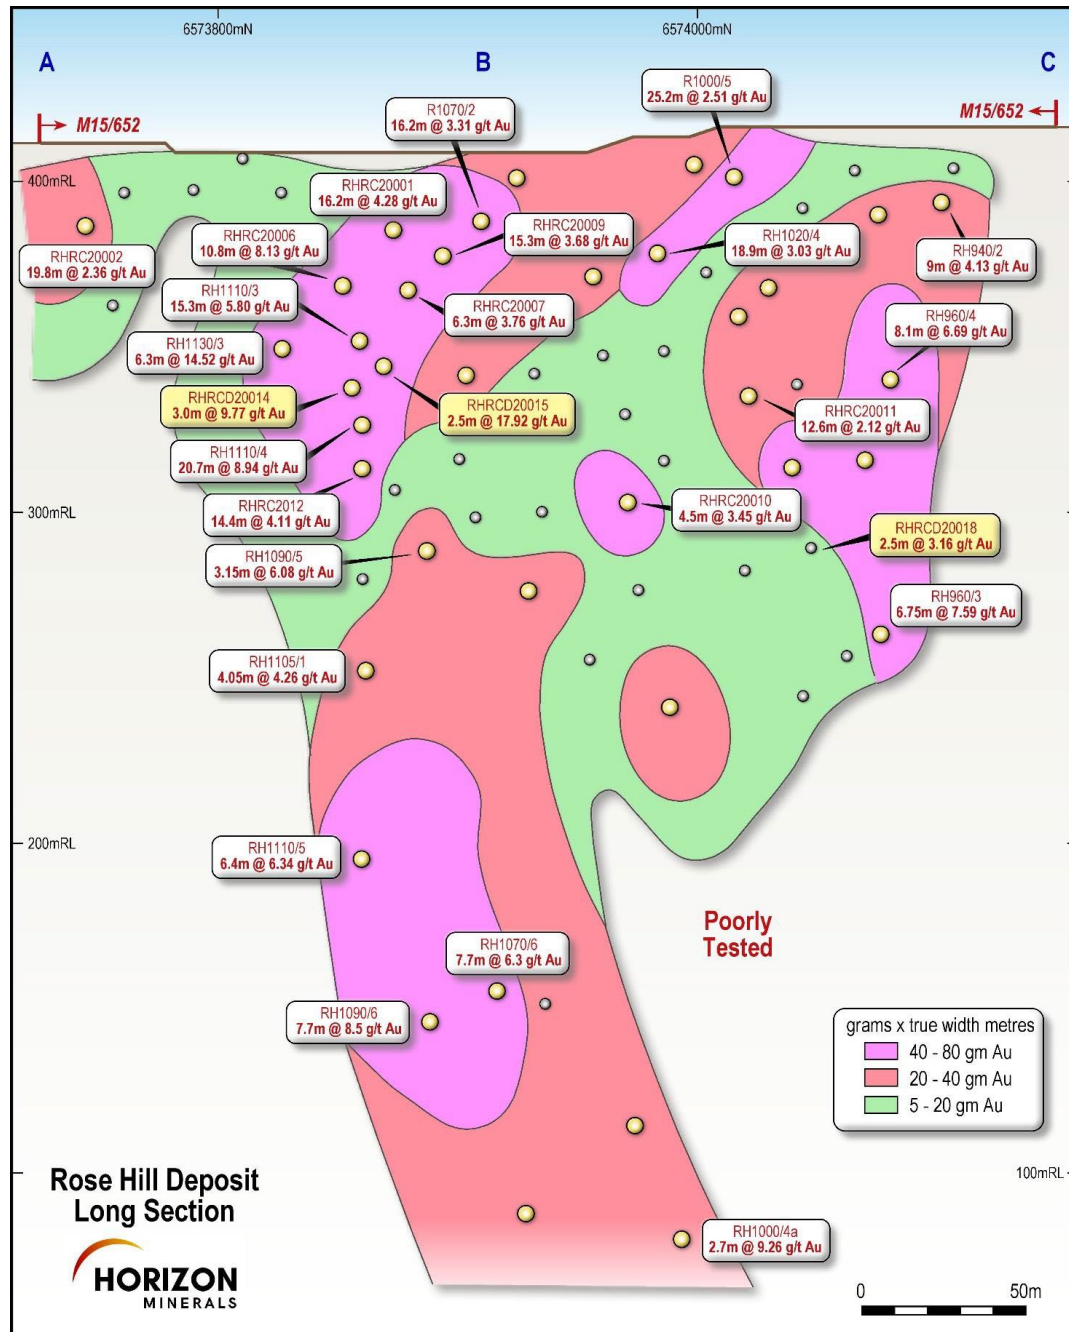 6573800mN
6574000mN
A
B
C
M15/652
M15/652
R1000/5
25.2m @ 2.51 g/t Au
R1070/2
16.2m @ 3.31 g/t Au
400mRL
RHRC20001
16.2m @ 4.28 g/t Au
RHRC20009
15.3m @ 3.68 g/t Au
RH1020/4
18.9m @ 3.03 g/t Au
RH940/2
9m @ 4.13 g/t Au
RHRC20002
19.8m @ 2.36 g/t Au
RHRC20006
10.8m @ 8.13 g/t Au
RH1110/3
15.3m @ 5.80 g/t Au
RHRC20007
6.3m @ 3.76 g/t Au
RH960/4
8.1m @ 6.69 g/t Au
RH1130/3
6.3m @ 14.52 g/t Au
RHRCD20014
3.0m @ 9.77 g/t Au
RHRCD20015
2.5m @ 17.92 g/t Au
RHRC20011
12.6m @ 2.12 g/t Au
RH1110/4
20.7m @ 8.94 g/t Au
RHRC2012
14.4m @ 4.11 g/t Au
RHRC20010
4.5m @ 3.45 g/t Au
300mRL
RHRCD20018
2.5m @ 3.16 g/t Au
RH1090/5
3.15m @ 6.08 g/t Au
RH960/3
6.75m @ 7.59 g/t Au
RH1105/1
4.05m @ 4.26 g/t Au
200mRL
RH1110/5
6.4m @ 6.34 g/t Au
Poorly
Tested
RH1070/6
7.7m @ 6.3 g/t Au
RH1090/6
7.7m @ 8.5 g/t Au
grams x true width metres
40 - 80 gm Au
20 - 40 gm Au
5 - 20 gm Au
100mRL
Rose Hill Deposit
Long Section
HORIZON
MINERALS
RH1000/4a
2.7m @ 9.26 g/t Au
0
50m